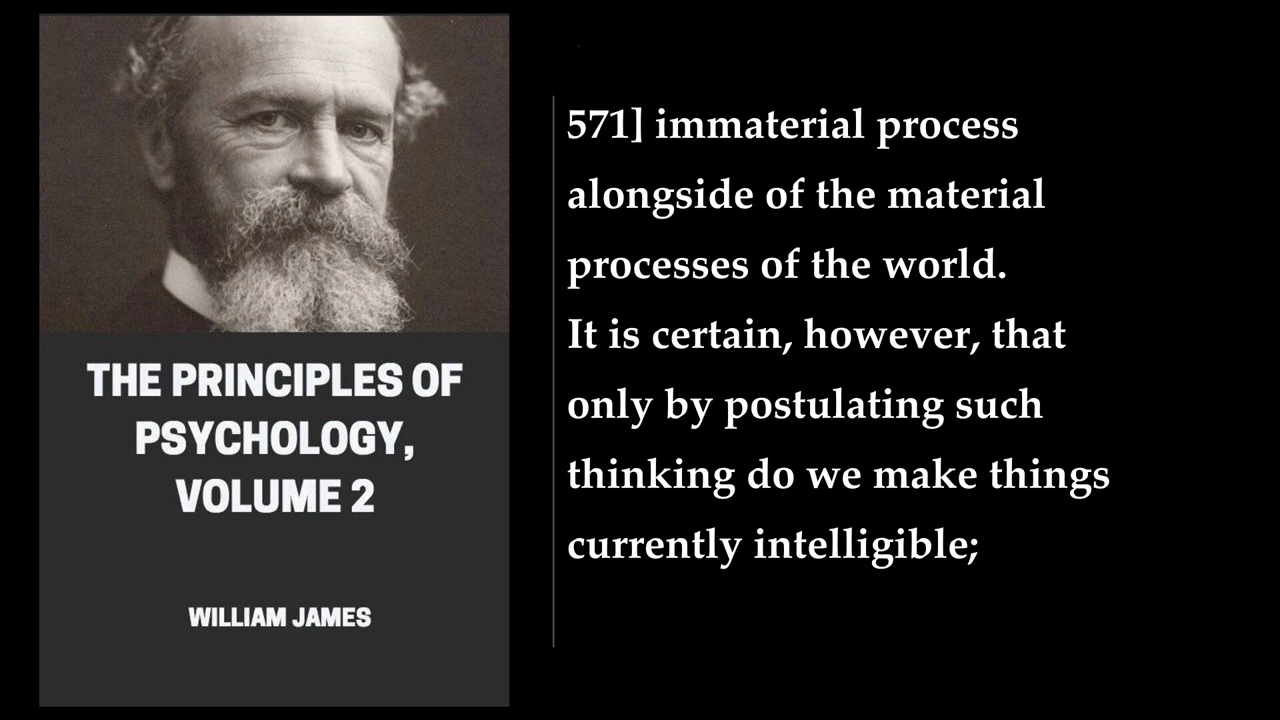 THE PRINCIPLES OF
PSYCHOLOGY,
VOLUME 2
WILLIAM JAMES
571] immaterial process
alongside of the material
processes of the world.
It is certain, however, that
only by postulating such
thinking do we make things
currently intelligible;